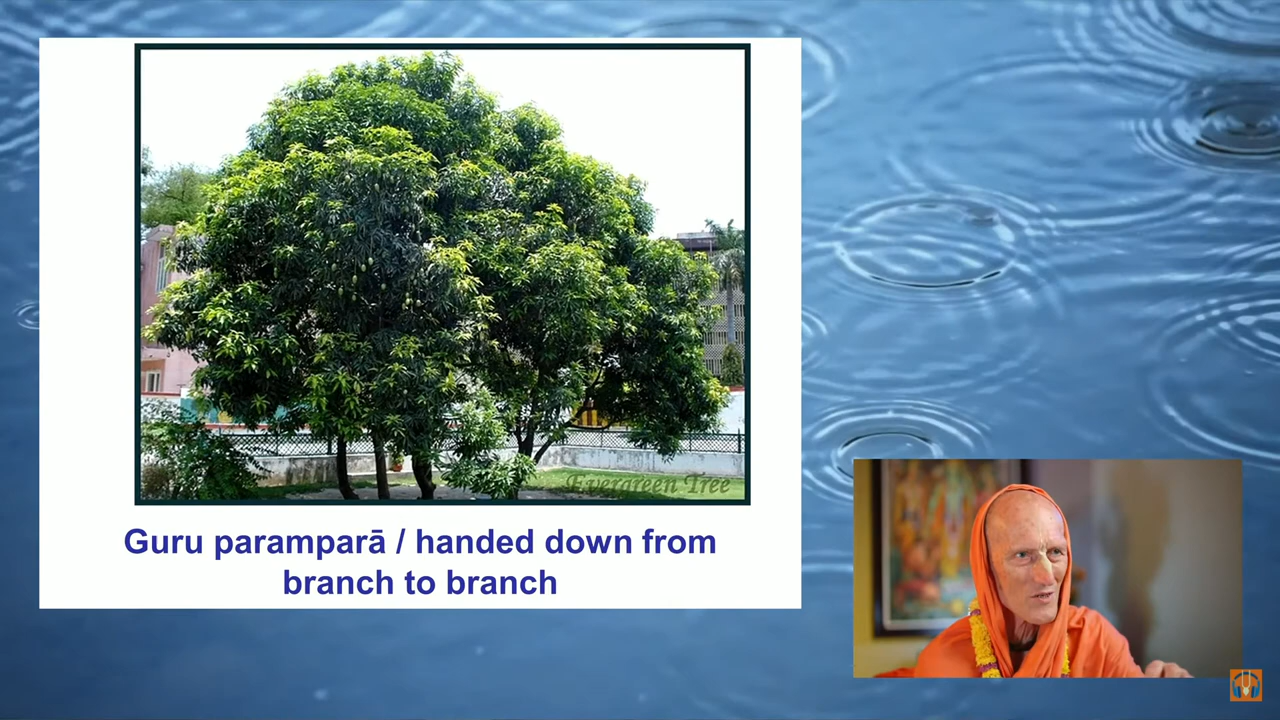 Evergreen Tree
Guru paramparā / handed down from
branch to branch